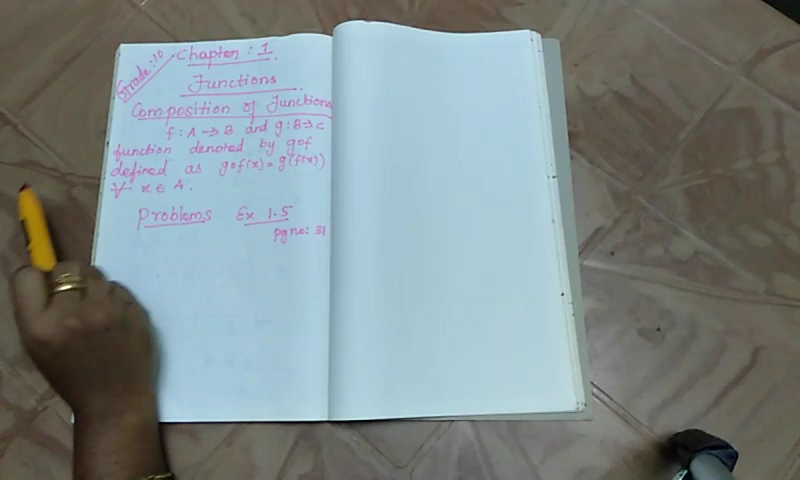 Grade: 10
Chapter : 1
Functions
Composition of Functions
f : A → B and g : B → C
function denoted by gof
defined as gof(x) = g(f(x))
∀ x ∈ A.
Problems Ex 1.5
pg no: 31